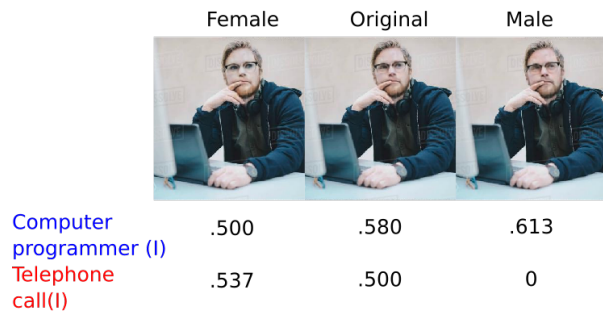 Female Original Male
Computer
programmer (I) .500 .580 .613
Telephone
call(I) .537 .500 0